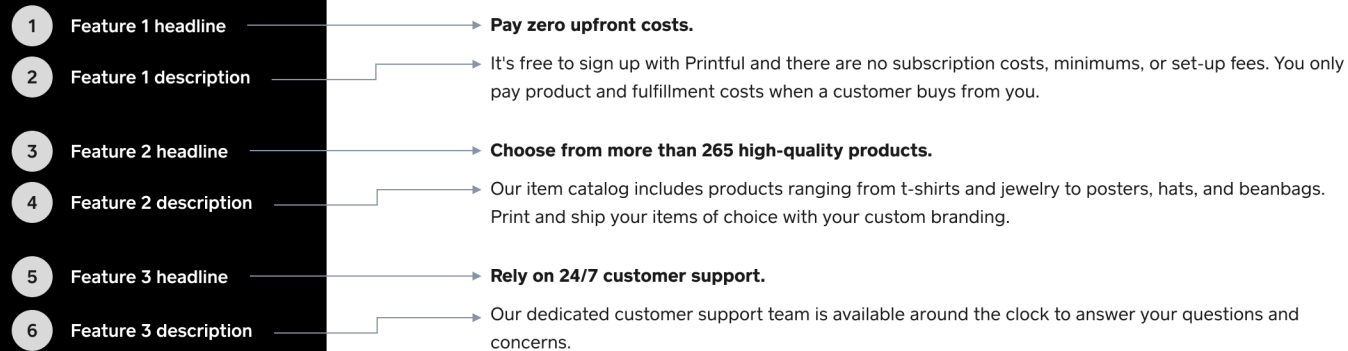 1 Feature 1 headline Pay zero upfront costs.
2 Feature 1 description It's free to sign up with Printful and there are no subscription costs, minimums, or set-up fees. You only
pay product and fulfillment costs when a customer buys from you.
3 Feature 2 headline Choose from more than 265 high-quality products.
4 Feature 2 description Our item catalog includes products ranging from t-shirts and jewelry to posters, hats, and beanbags.
Print and ship your items of choice with your custom branding.
5 Feature 3 headline Rely on 24/7 customer support.
6 Feature 3 description Our dedicated customer support team is available around the clock to answer your questions and
concerns.